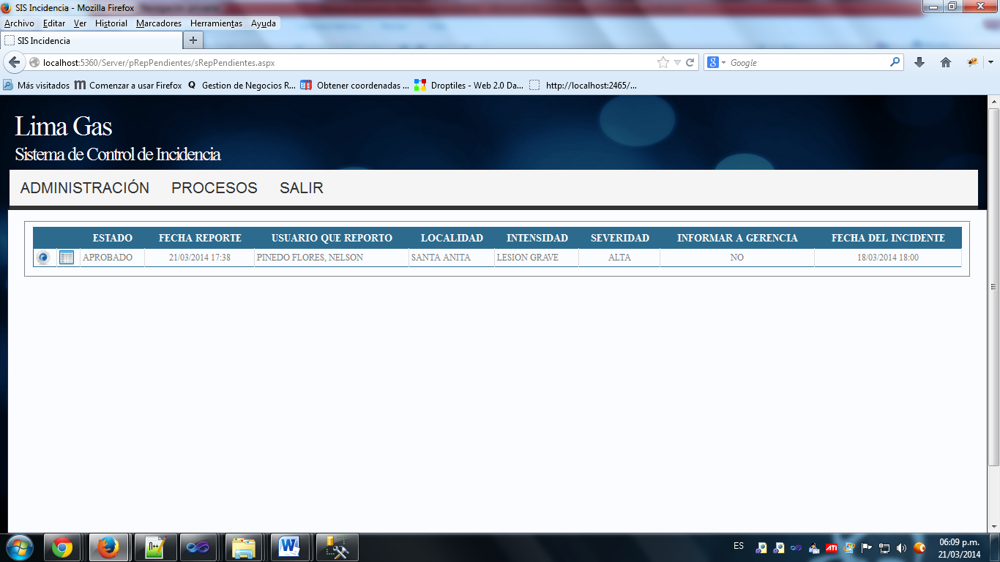 SIS Incidencia - Mozilla Firefox
Archivo Editar Ver Historial Marcadores Herramientas Ayuda
SIS Incidencia
localhost:5360/Server/pRepPendientes/sRepPendientes.aspx
Google
Más visitados Comenzar a usar Firefox Gestion de Negocios R... Obtener coordenadas ... Droptiles - Web 2.0 Da... http://localhost:2465/...
Lima Gas
Sistema de Control de Incidencia
ADMINISTRACIÓN PROCESOS SALIR
ESTADO FECHA REPORTE USUARIO QUE REPORTO LOCALIDAD INTENSIDAD SEVERIDAD INFORMAR A GERENCIA FECHA DEL INCIDENTE
APROBADO 21/03/2014 17:38 PINEDO FLORES, NELSON SANTA ANITA LESION GRAVE ALTA NO 18/03/2014 18:00
ES
06:09 p.m.
21/03/2014